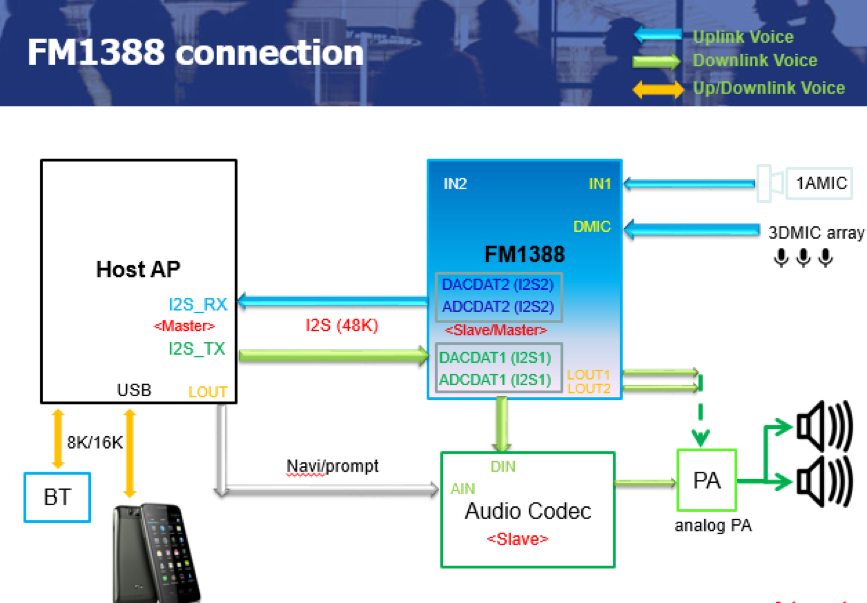 FM1388 connection
Uplink Voice
Downlink Voice
Up/Downlink Voice
IN2
IN1
1AMIC
DMIC
3DMIC array
FM1388
Host AP
DACDAT2 (I2S2)
ADCDAT2 (I2S2)
I2S_RX
<Master>
I2S (48K)
<Slave/Master>
I2S_TX
DACDAT1 (I2S1)
ADCDAT1 (I2S1)
LOUT1
LOUT2
USB
LOUT
8K/16K
BT
Navi/prompt
DIN
AIN
Audio Codec
<Slave>
PA
analog PA